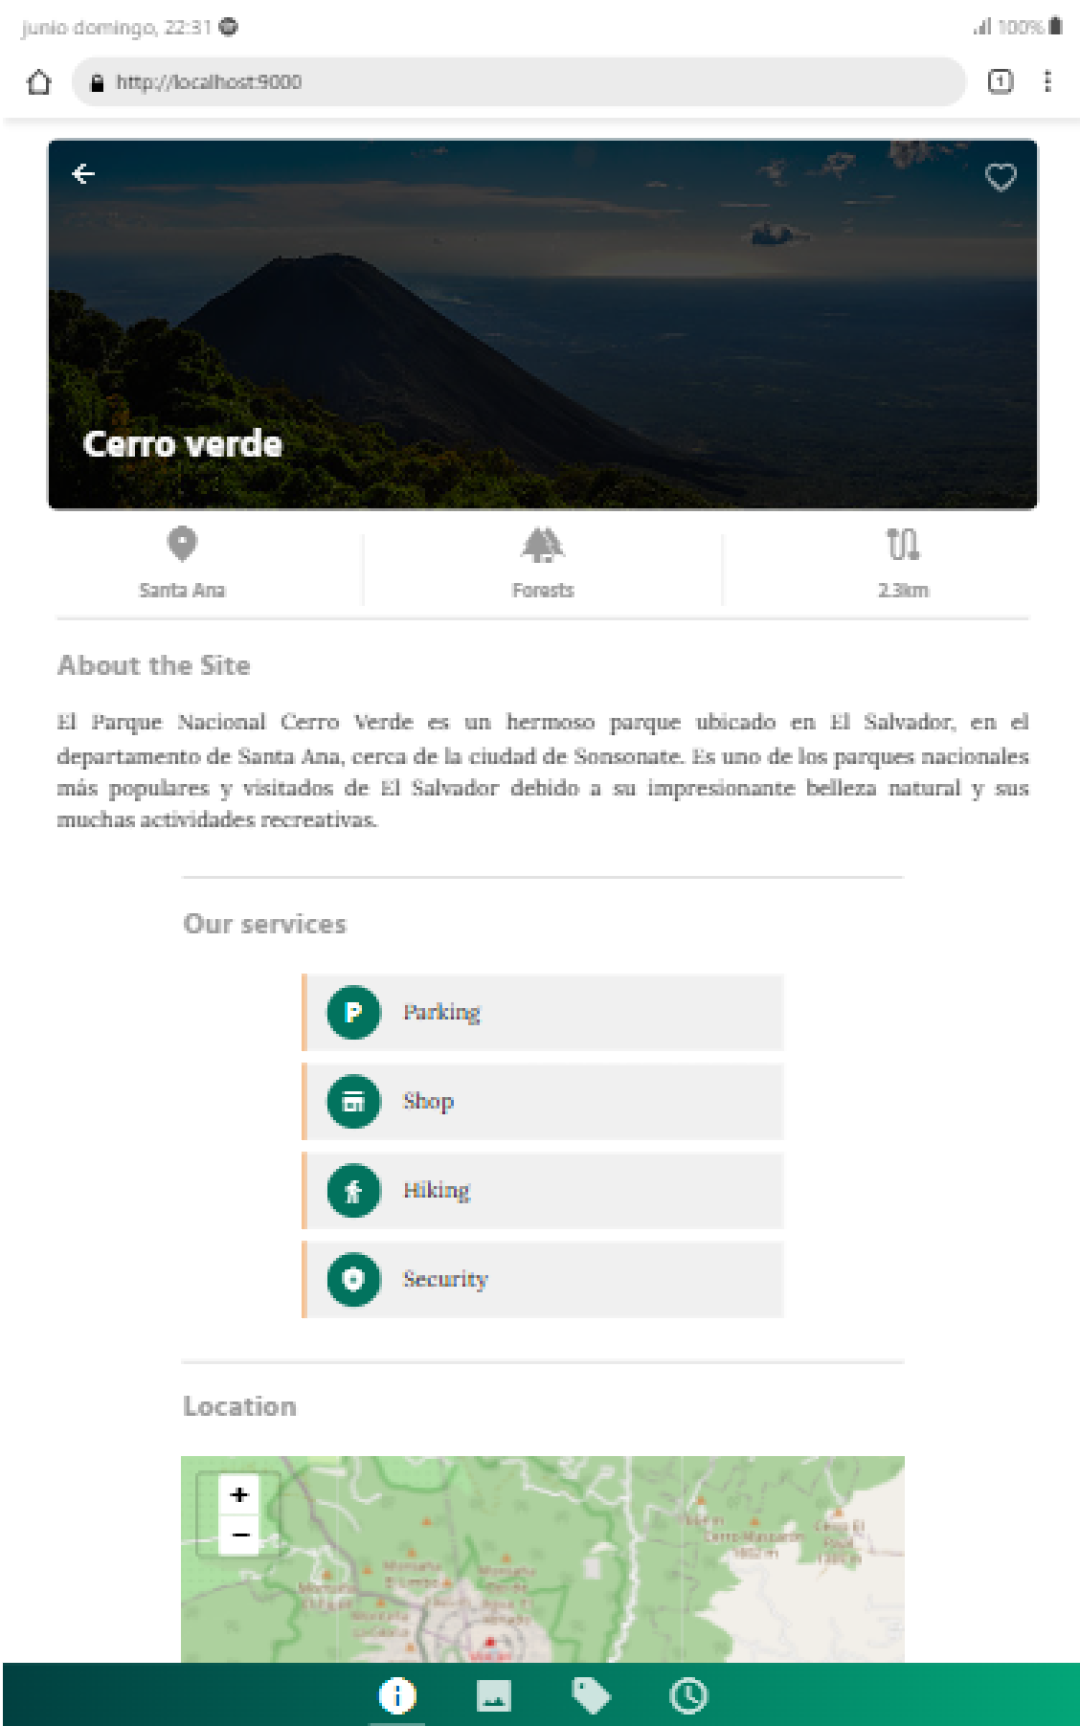 junio domingo, 22:31
100%
http://localhost:9000
1
Cerro verde
Santa Ana
Forests
2.3km
About the Site
El Parque Nacional Cerro Verde es un hermoso parque ubicado en El Salvador, en el
departamento de Santa Ana, cerca de la ciudad de Sonsonate. Es uno de los parques nacionales
más populares y visitados de El Salvador debido a su impresionante belleza natural y sus
muchas actividades recreativas.
Our services
P
Parking
Shop
Hiking
Security
Location
+
−
Montaña
Montaña
Montaña